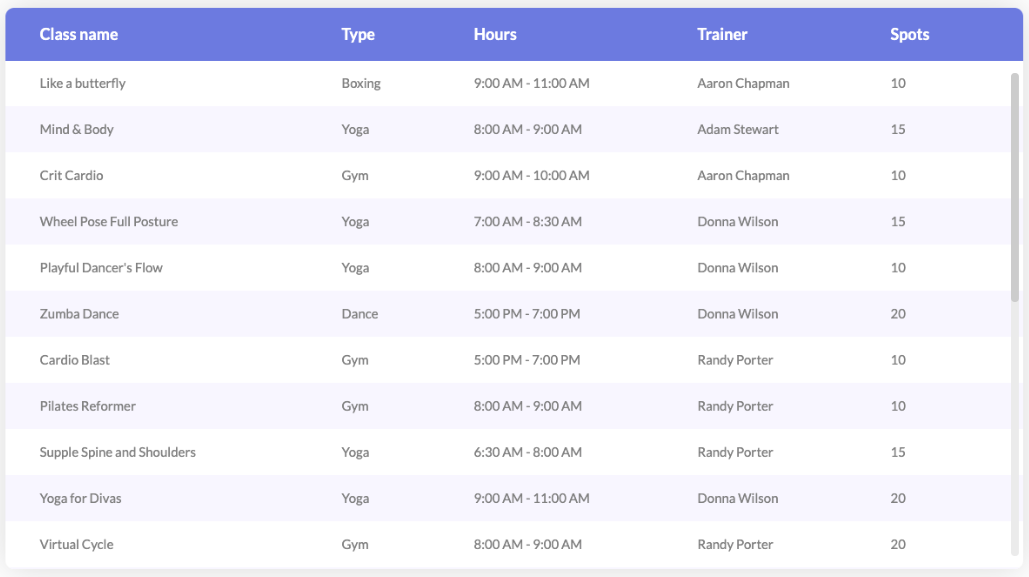 Class name Type Hours Trainer Spots
Like a butterfly Boxing 9:00 AM - 11:00 AM Aaron Chapman 10
Mind & Body Yoga 8:00 AM - 9:00 AM Adam Stewart 15
Crit Cardio Gym 9:00 AM - 10:00 AM Aaron Chapman 10
Wheel Pose Full Posture Yoga 7:00 AM - 8:30 AM Donna Wilson 15
Playful Dancer's Flow Yoga 8:00 AM - 9:00 AM Donna Wilson 10
Zumba Dance Dance 5:00 PM - 7:00 PM Donna Wilson 20
Cardio Blast Gym 5:00 PM - 7:00 PM Randy Porter 10
Pilates Reformer Gym 8:00 AM - 9:00 AM Randy Porter 10
Supple Spine and Shoulders Yoga 6:30 AM - 8:00 AM Randy Porter 15
Yoga for Divas Yoga 9:00 AM - 11:00 AM Donna Wilson 20
Virtual Cycle Gym 8:00 AM - 9:00 AM Randy Porter 20